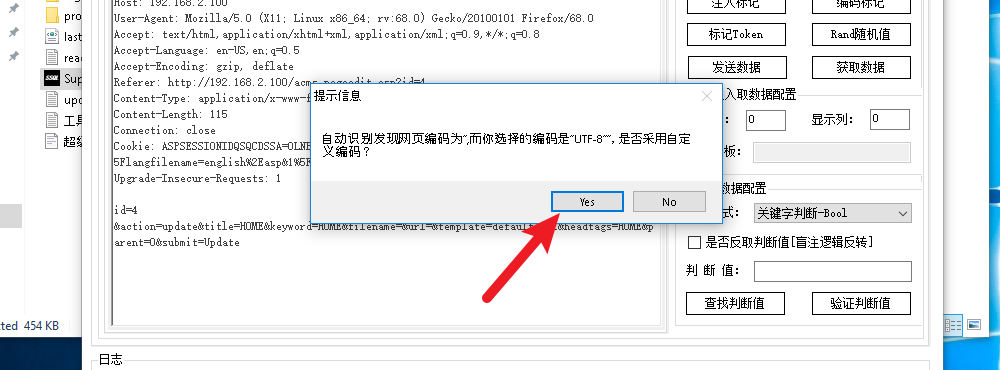 Host: 192.168.2.100
User-Agent: Mozilla/5.0 (X11; Linux x86_64; rv:68.0) Gecko/20100101 Firefox/68.0
Accept: text/html,application/xhtml+xml,application/xml;q=0.9,*/*;q=0.8
Accept-Language: en-US,en;q=0.5
Accept-Encoding: gzip, deflate
Referer: http://192.168.2.100/acms
Content-Type: application/x-www-f
Content-Length: 115
Connection: close
Cookie: ASPSESSIONIDQSQCDSSA=OLNE
5Flangfilename=english%2Easp&1%5F
Upgrade-Insecure-Requests: 1
id=4
&action=update&title=HOME&keyword=HOME&filename=&url=&template=default
&headtags=HOME&p
arent=0&submit=Update
提示信息
自动识别发现网页编码为",而你选择的编码是"UTF-8"", 是否采用自定
义编码？
Yes
No
注入标记
编码标记
标记Token
Rand随机值
发送数据
获取数据
入取数据配置
0
显示列:
0
板:
数据配置
式:
关键字判断-Bool
是否反取判断值[盲注逻辑反转]
判 断 值:
查找判断值
验证判断值
pro
last
rea
Sup
upd
工具
超级
cted 454 KB
日志